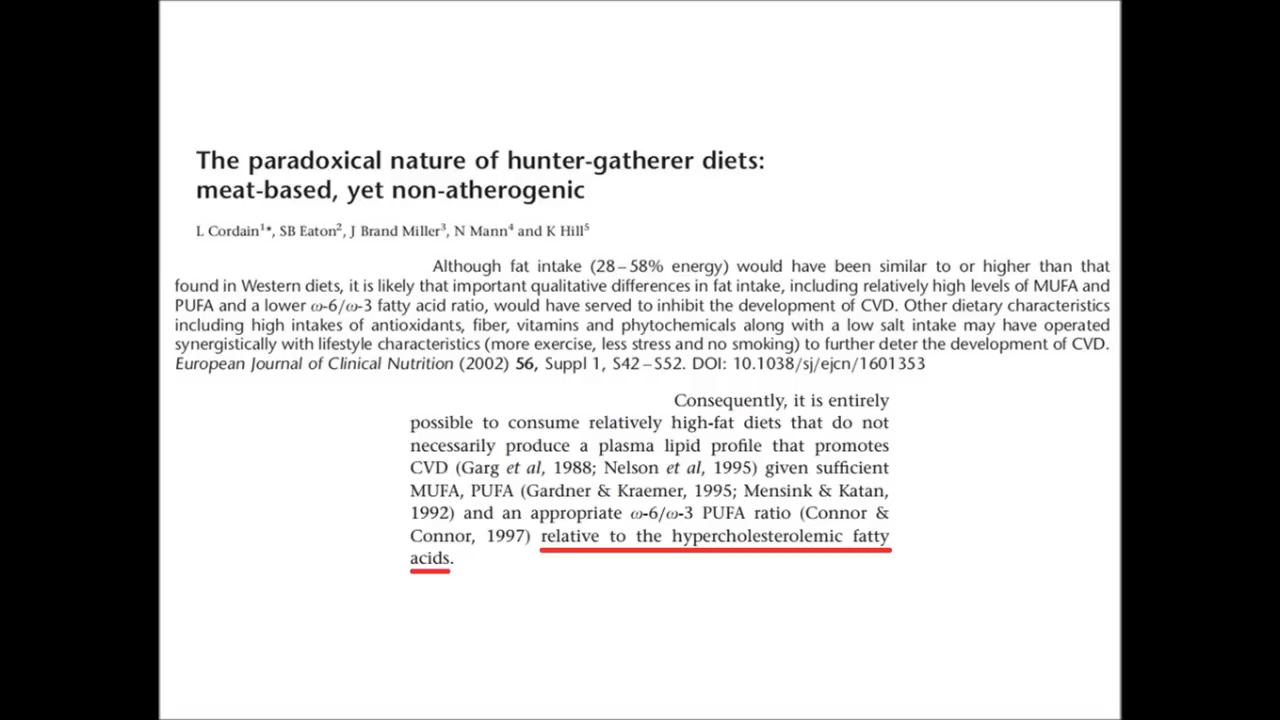 The paradoxical nature of hunter-gatherer diets:
meat-based, yet non-atherogenic
L Cordain¹*, SB Eaton², J Brand Miller³, N Mann⁴ and K Hill⁵
Although fat intake (28–58% energy) would have been similar to or higher than that
found in Western diets, it is likely that important qualitative differences in fat intake, including relatively high levels of MUFA and
PUFA and a lower ω-6/ω-3 fatty acid ratio, would have served to inhibit the development of CVD. Other dietary characteristics
including high intakes of antioxidants, fiber, vitamins and phytochemicals along with a low salt intake may have operated
synergistically with lifestyle characteristics (more exercise, less stress and no smoking) to further deter the development of CVD.
European Journal of Clinical Nutrition (2002) 56, Suppl 1, S42–S52. DOI: 10.1038/sj/ejcn/1601353
Consequently, it is entirely
possible to consume relatively high-fat diets that do not
necessarily produce a plasma lipid profile that promotes
CVD (Garg et al, 1988; Nelson et al, 1995) given sufficient
MUFA, PUFA (Gardner & Kraemer, 1995; Mensink & Katan,
1992) and an appropriate ω-6/ω-3 PUFA ratio (Connor &
Connor, 1997) relative to the hypercholesterolemic fatty
acids.